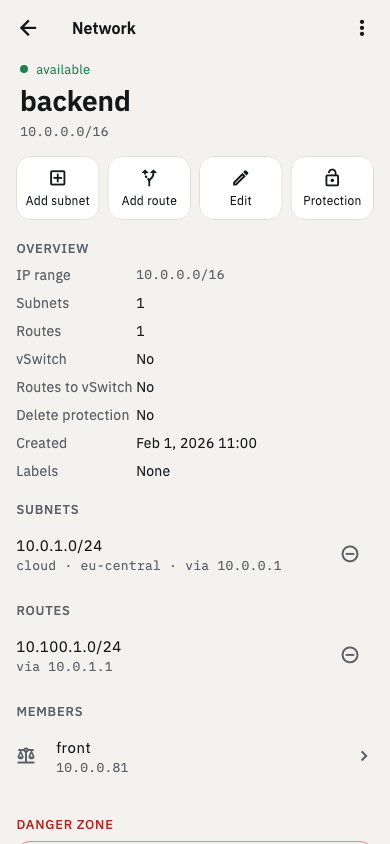 Network
available
backend
10.0.0.0/16
Add subnet
Add route
Edit
Protection
OVERVIEW
IP range 10.0.0.0/16
Subnets 1
Routes 1
vSwitch No
Routes to vSwitch No
Delete protection No
Created Feb 1, 2026 11:00
Labels None
SUBNETS
10.0.1.0/24
cloud · eu-central · via 10.0.0.1
ROUTES
10.100.1.0/24
via 10.0.1.1
MEMBERS
front
10.0.0.81
DANGER ZONE